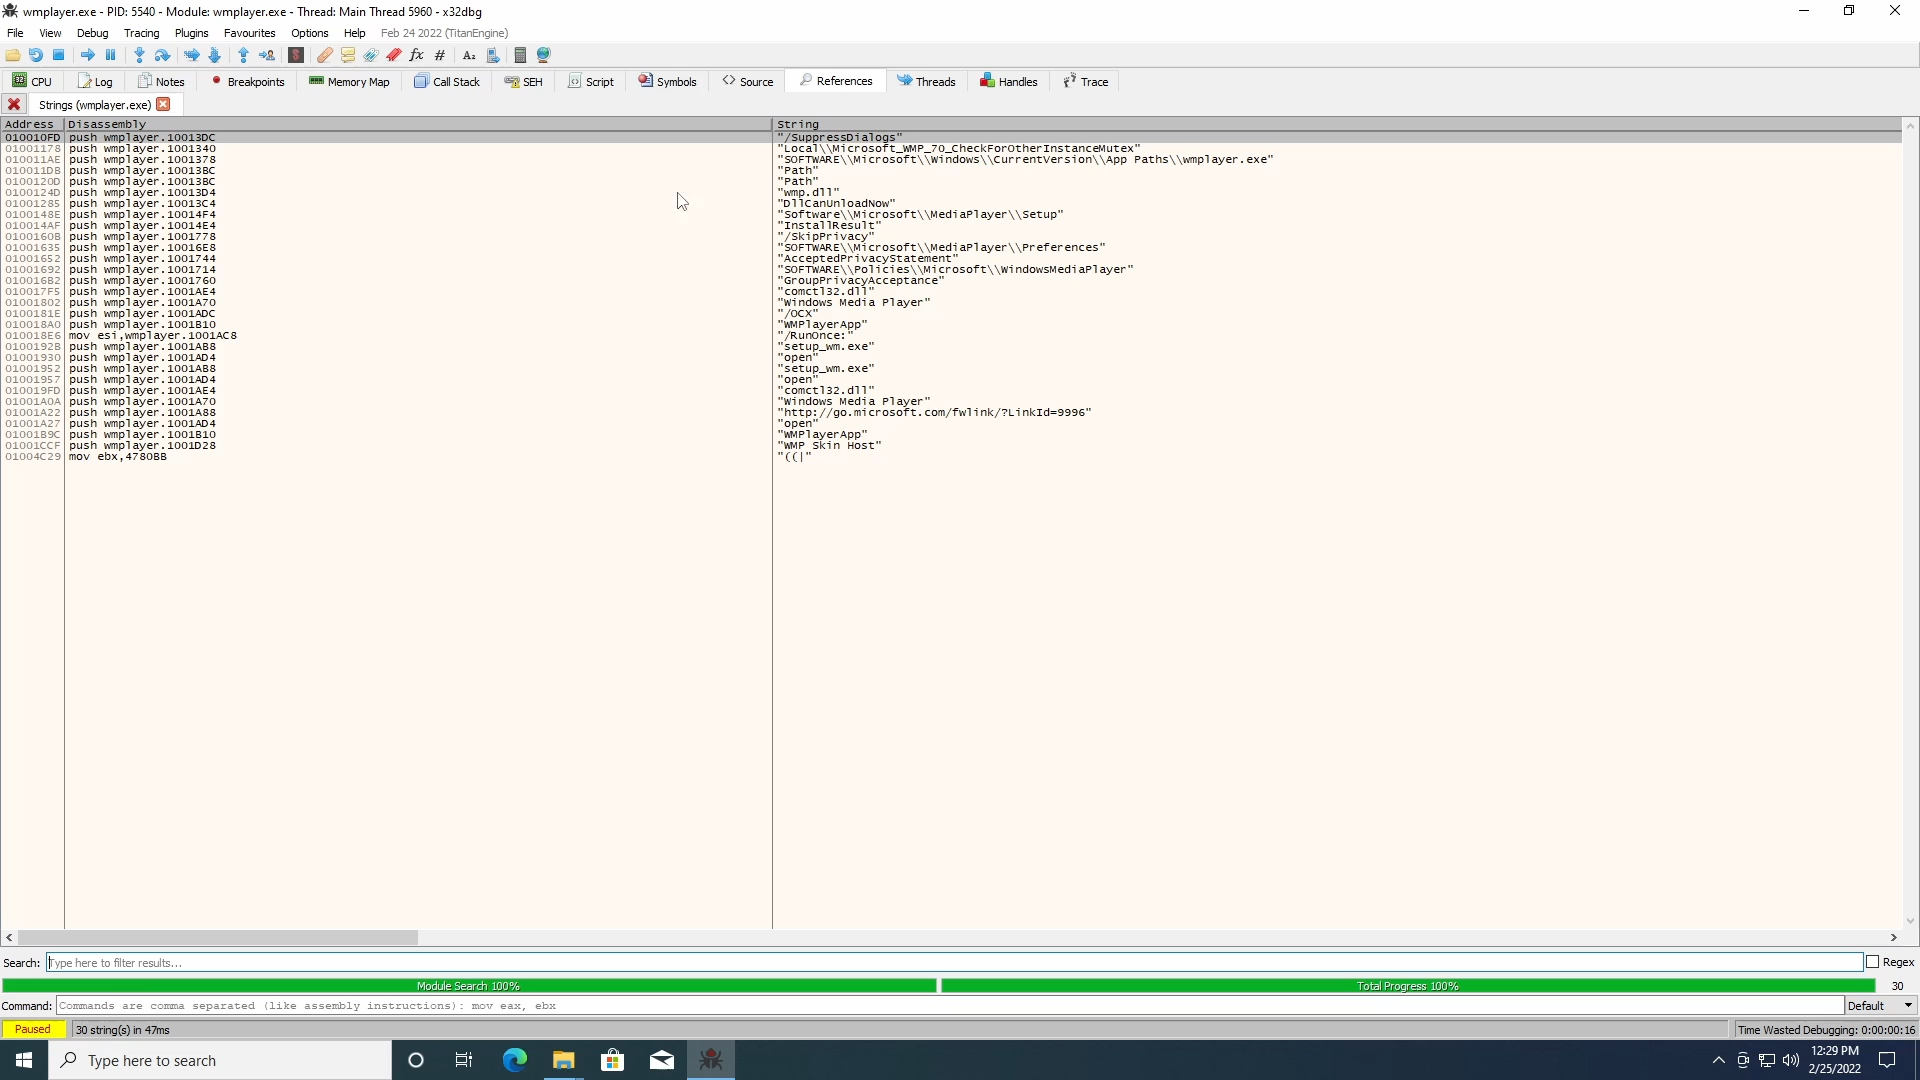 wmplayer.exe - PID: 5540 - Module: wmplayer.exe - Thread: Main Thread 5960 - x32dbg
File View Debug Tracing Plugins Favourites Options Help Feb 24 2022 (TitanEngine)
CPU Log Notes Breakpoints Memory Map Call Stack SEH Script Symbols Source References Threads Handles Trace
Strings (wmplayer.exe)
Address Disassembly String
010010FD push wmplayer.10013DC "/SuppressDialogs"
01001178 push wmplayer.1001340 "Local\\Microsoft_WMP_70_CheckForOtherInstanceMutex"
010011AE push wmplayer.1001378 "SOFTWARE\\Microsoft\\Windows\\CurrentVersion\\App Paths\\wmplayer.exe"
010011DB push wmplayer.10013BC "Path"
0100120D push wmplayer.10013BC "Path"
0100124D push wmplayer.10013D4 "wmp.dll"
01001285 push wmplayer.10013C4 "DllCanUnloadNow"
0100148E push wmplayer.10014F4 "Software\\Microsoft\\MediaPlayer\\Setup"
010014AF push wmplayer.10014E4 "InstallResult"
0100160B push wmplayer.1001778 "/SkipPrivacy"
01001635 push wmplayer.10016E8 "SOFTWARE\\Microsoft\\MediaPlayer\\Preferences"
01001652 push wmplayer.1001744 "AcceptedPrivacyStatement"
01001692 push wmplayer.1001714 "SOFTWARE\\Policies\\Microsoft\\WindowsMediaPlayer"
010016B2 push wmplayer.1001760 "GroupPrivacyAcceptance"
010017F5 push wmplayer.1001AE4 "comctl32.dll"
01001802 push wmplayer.1001A70 "Windows Media Player"
0100181E push wmplayer.1001ADC "/OCX"
010018A0 push wmplayer.1001B10 "WMPlayerApp"
010018E6 mov esi,wmplayer.1001AC8 "/RunOnce:"
0100192B push wmplayer.1001AB8 "setup_wm.exe"
01001930 push wmplayer.1001AD4 "open"
01001952 push wmplayer.1001AB8 "setup_wm.exe"
01001957 push wmplayer.1001AD4 "open"
010019FD push wmplayer.1001AE4 "comctl32.dll"
01001A0A push wmplayer.1001A70 "Windows Media Player"
01001A22 push wmplayer.1001A88 "http://go.microsoft.com/fwlink/?LinkId=9996"
01001A27 push wmplayer.1001AD4 "open"
01001B9C push wmplayer.1001B10 "WMPlayerApp"
01001CCF push wmplayer.1001D28 "WMP Skin Host"
01004C29 mov ebx,4780BB "((|"
Search: Type here to filter results... Regex
Module Search 100% Total Progress 100% 30
Command: Commands are comma separated (like assembly instructions): mov eax, ebx Default
Paused 30 string(s) in 47ms Time Wasted Debugging: 0:00:00:16
Type here to search 12:29 PM
2/25/2022